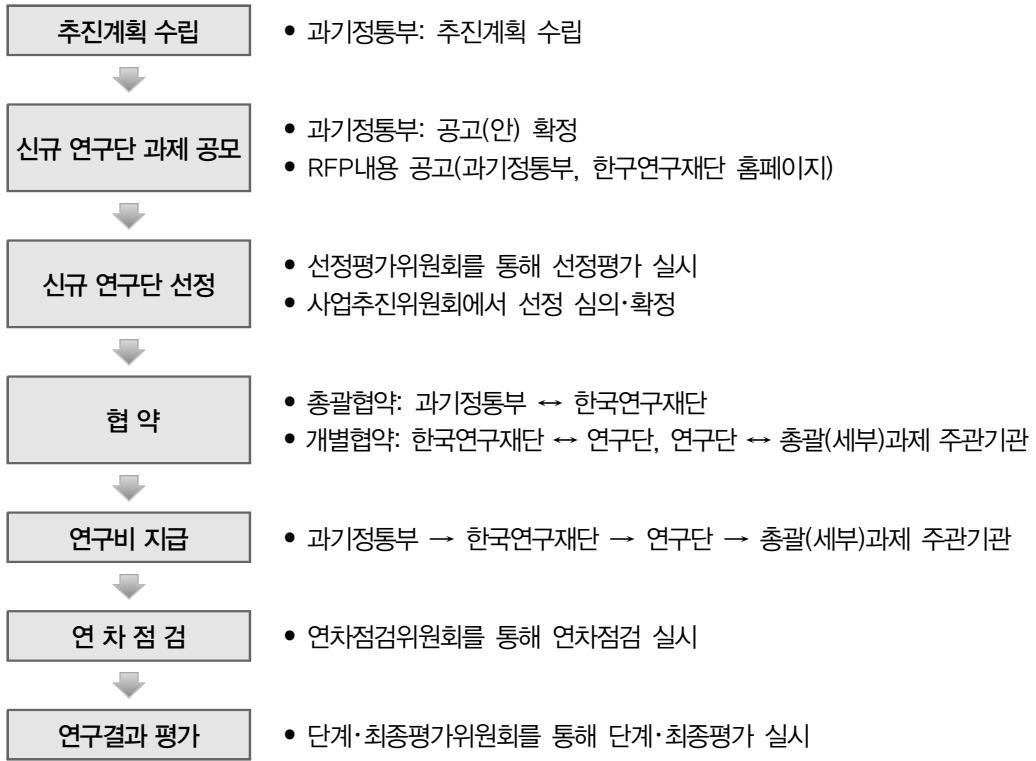 추진계획 수립
• 과기정통부: 추진계획 수립
신규 연구단 과제 공모
• 과기정통부: 공고(안) 확정
• RFP내용 공고(과기정통부, 한구연구재단 홈페이지)
신규 연구단 선정
• 선정평가위원회를 통해 선정평가 실시
• 사업추진위원회에서 선정 심의·확정
협 약
• 총괄협약: 과기정통부 ↔ 한국연구재단
• 개별협약: 한국연구재단 ↔ 연구단, 연구단 ↔ 총괄(세부)과제 주관기관
연구비 지급
• 과기정통부 → 한국연구재단 → 연구단 → 총괄(세부)과제 주관기관
연 차 점 검
• 연차점검위원회를 통해 연차점검 실시
연구결과 평가
• 단계·최종평가위원회를 통해 단계·최종평가 실시